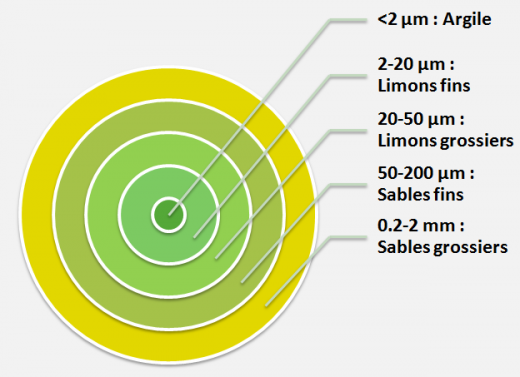 <2 µm : Argile
2-20 µm :
Limons fins
20-50 µm :
Limons grossiers
50-200 µm :
Sables fins
0.2-2 mm :
Sables grossiers